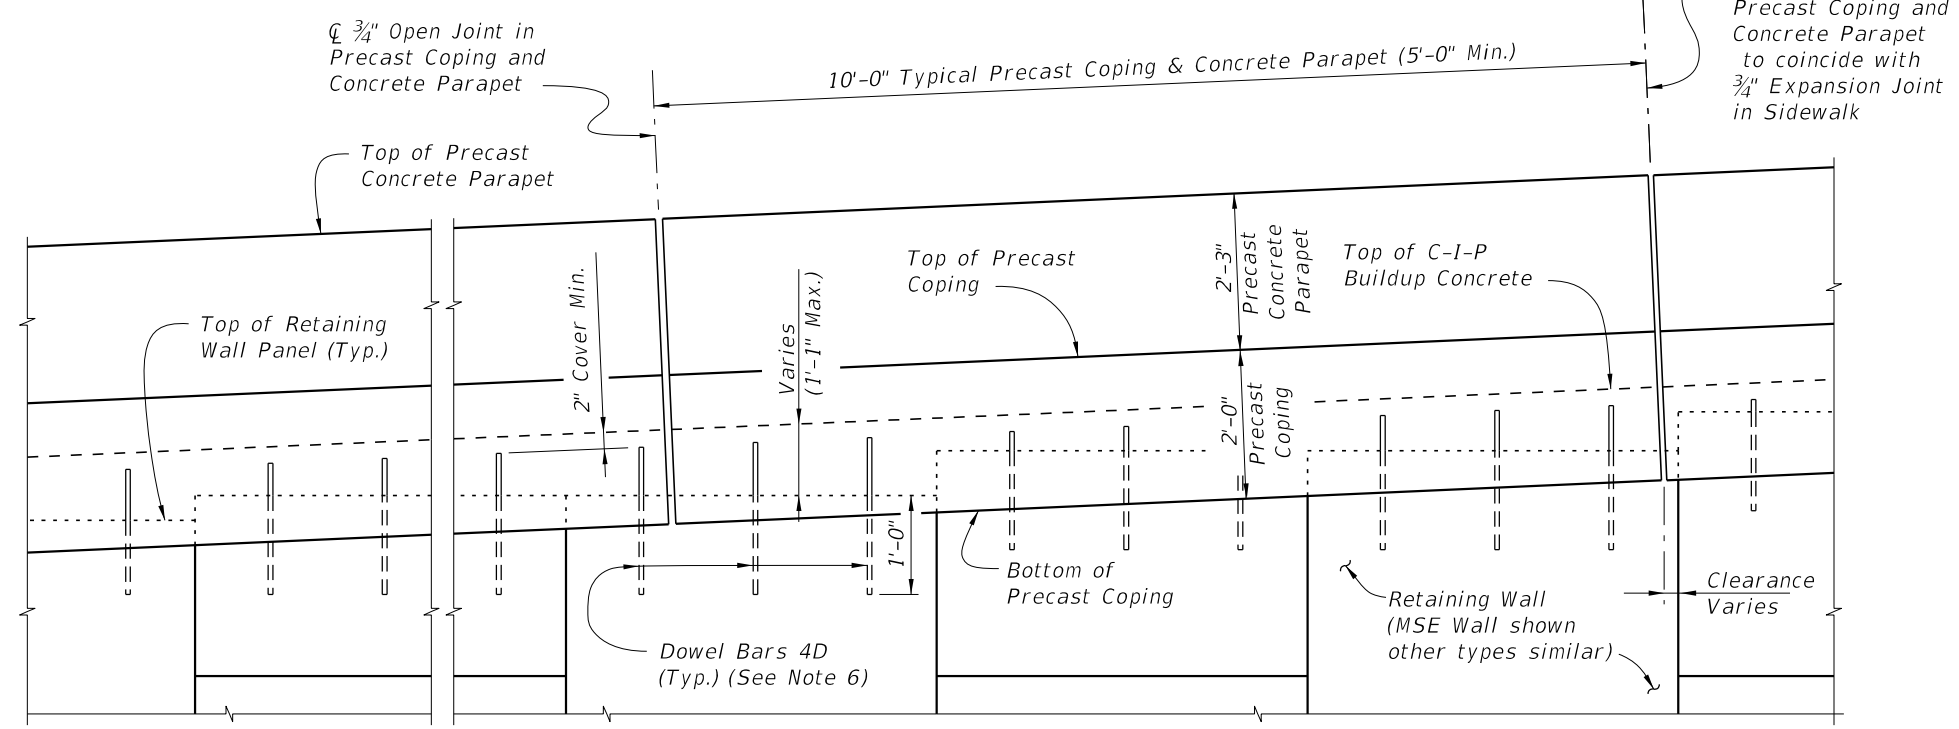 ℄ ¾" Open Joint in
Precast Coping and
Concrete Parapet
10'-0" Typical Precast Coping & Concrete Parapet (5'-0" Min.)
Precast Coping and
Concrete Parapet
to coincide with
¾" Expansion Joint
in Sidewalk
Top of Precast
Concrete Parapet
Top of Retaining
Wall Panel (Typ.)
2" Cover Min.
Varies
(1'-1" Max.)
Top of Precast
Coping
2'-3"
Precast
Concrete
Parapet
Top of C-I-P
Buildup Concrete
2'-0"
Precast
Coping
1'-0"
Bottom of
Precast Coping
Dowel Bars 4D
(Typ.) (See Note 6)
Retaining Wall
(MSE Wall shown
other types similar)
Clearance
Varies